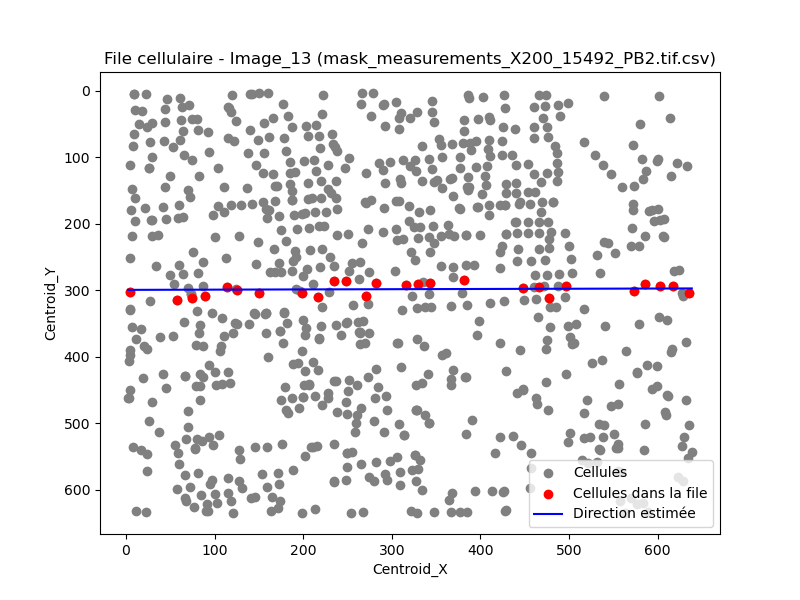 File cellulaire - Image_13 (mask_measurements_X200_15492_PB2.tif.csv)
0
100
200
300
400
500
600
Centroid_Y
Cellules
Cellules dans la file
Direction estimée
0 100 200 300 400 500 600
Centroid_X